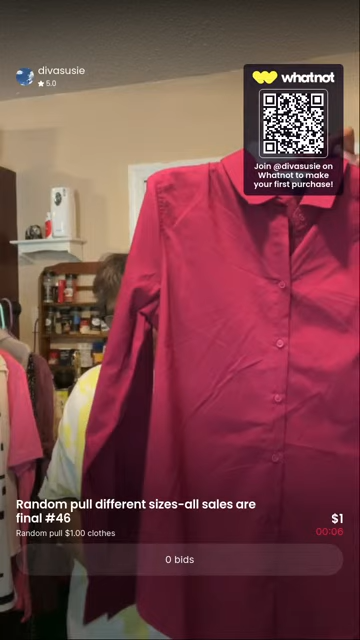 divasusie
★ 5.0
whatnot
Join @divasusie on
Whatnot to make
your first purchase!
Random pull different sizes-all sales are
final #46
$1
Random pull $1.00 clothes
00:06
0 bids